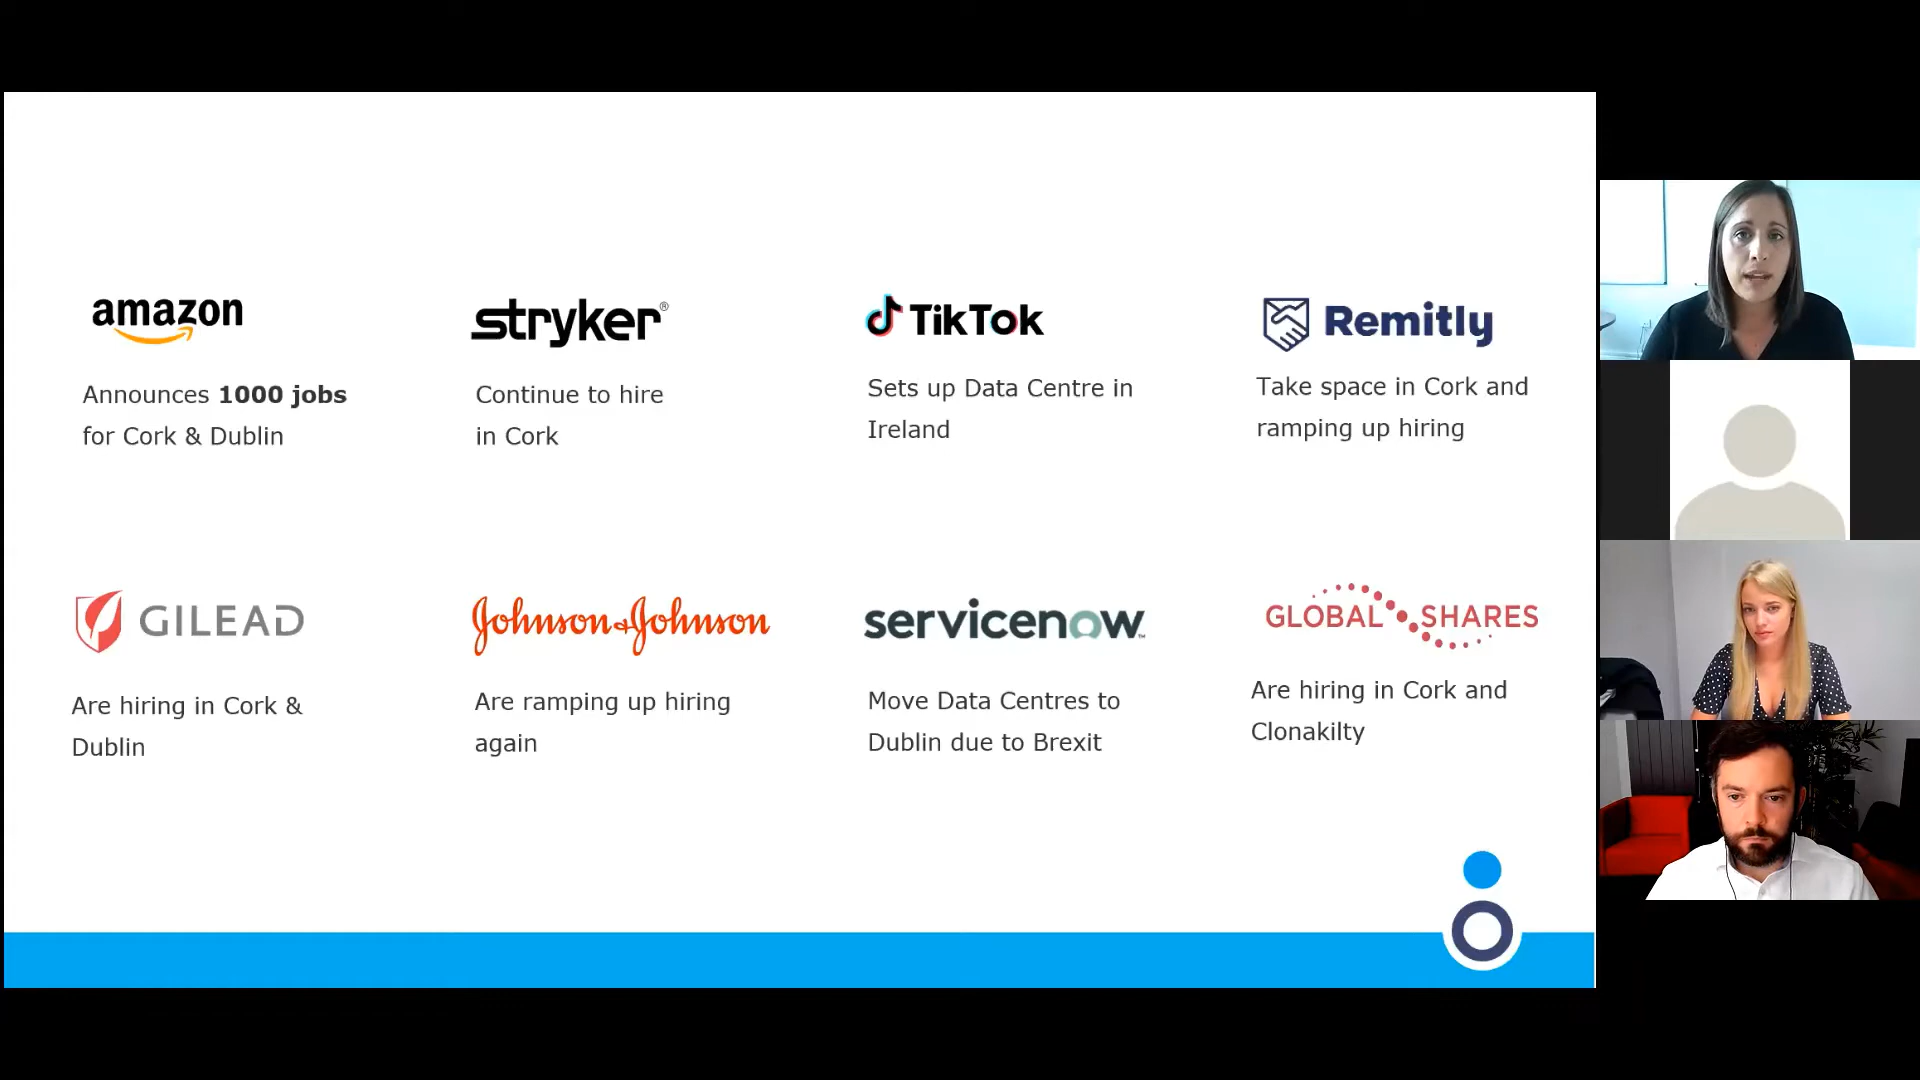 amazon
Announces 1000 jobs
for Cork & Dublin
stryker®
Continue to hire
in Cork
TikTok
Sets up Data Centre in
Ireland
Remitly
Take space in Cork and
ramping up hiring
GILEAD
Are hiring in Cork &
Dublin
Johnson&Johnson
Are ramping up hiring
again
servicenow™
Move Data Centres to
Dublin due to Brexit
GLOBAL SHARES
Are hiring in Cork and
Clonakilty